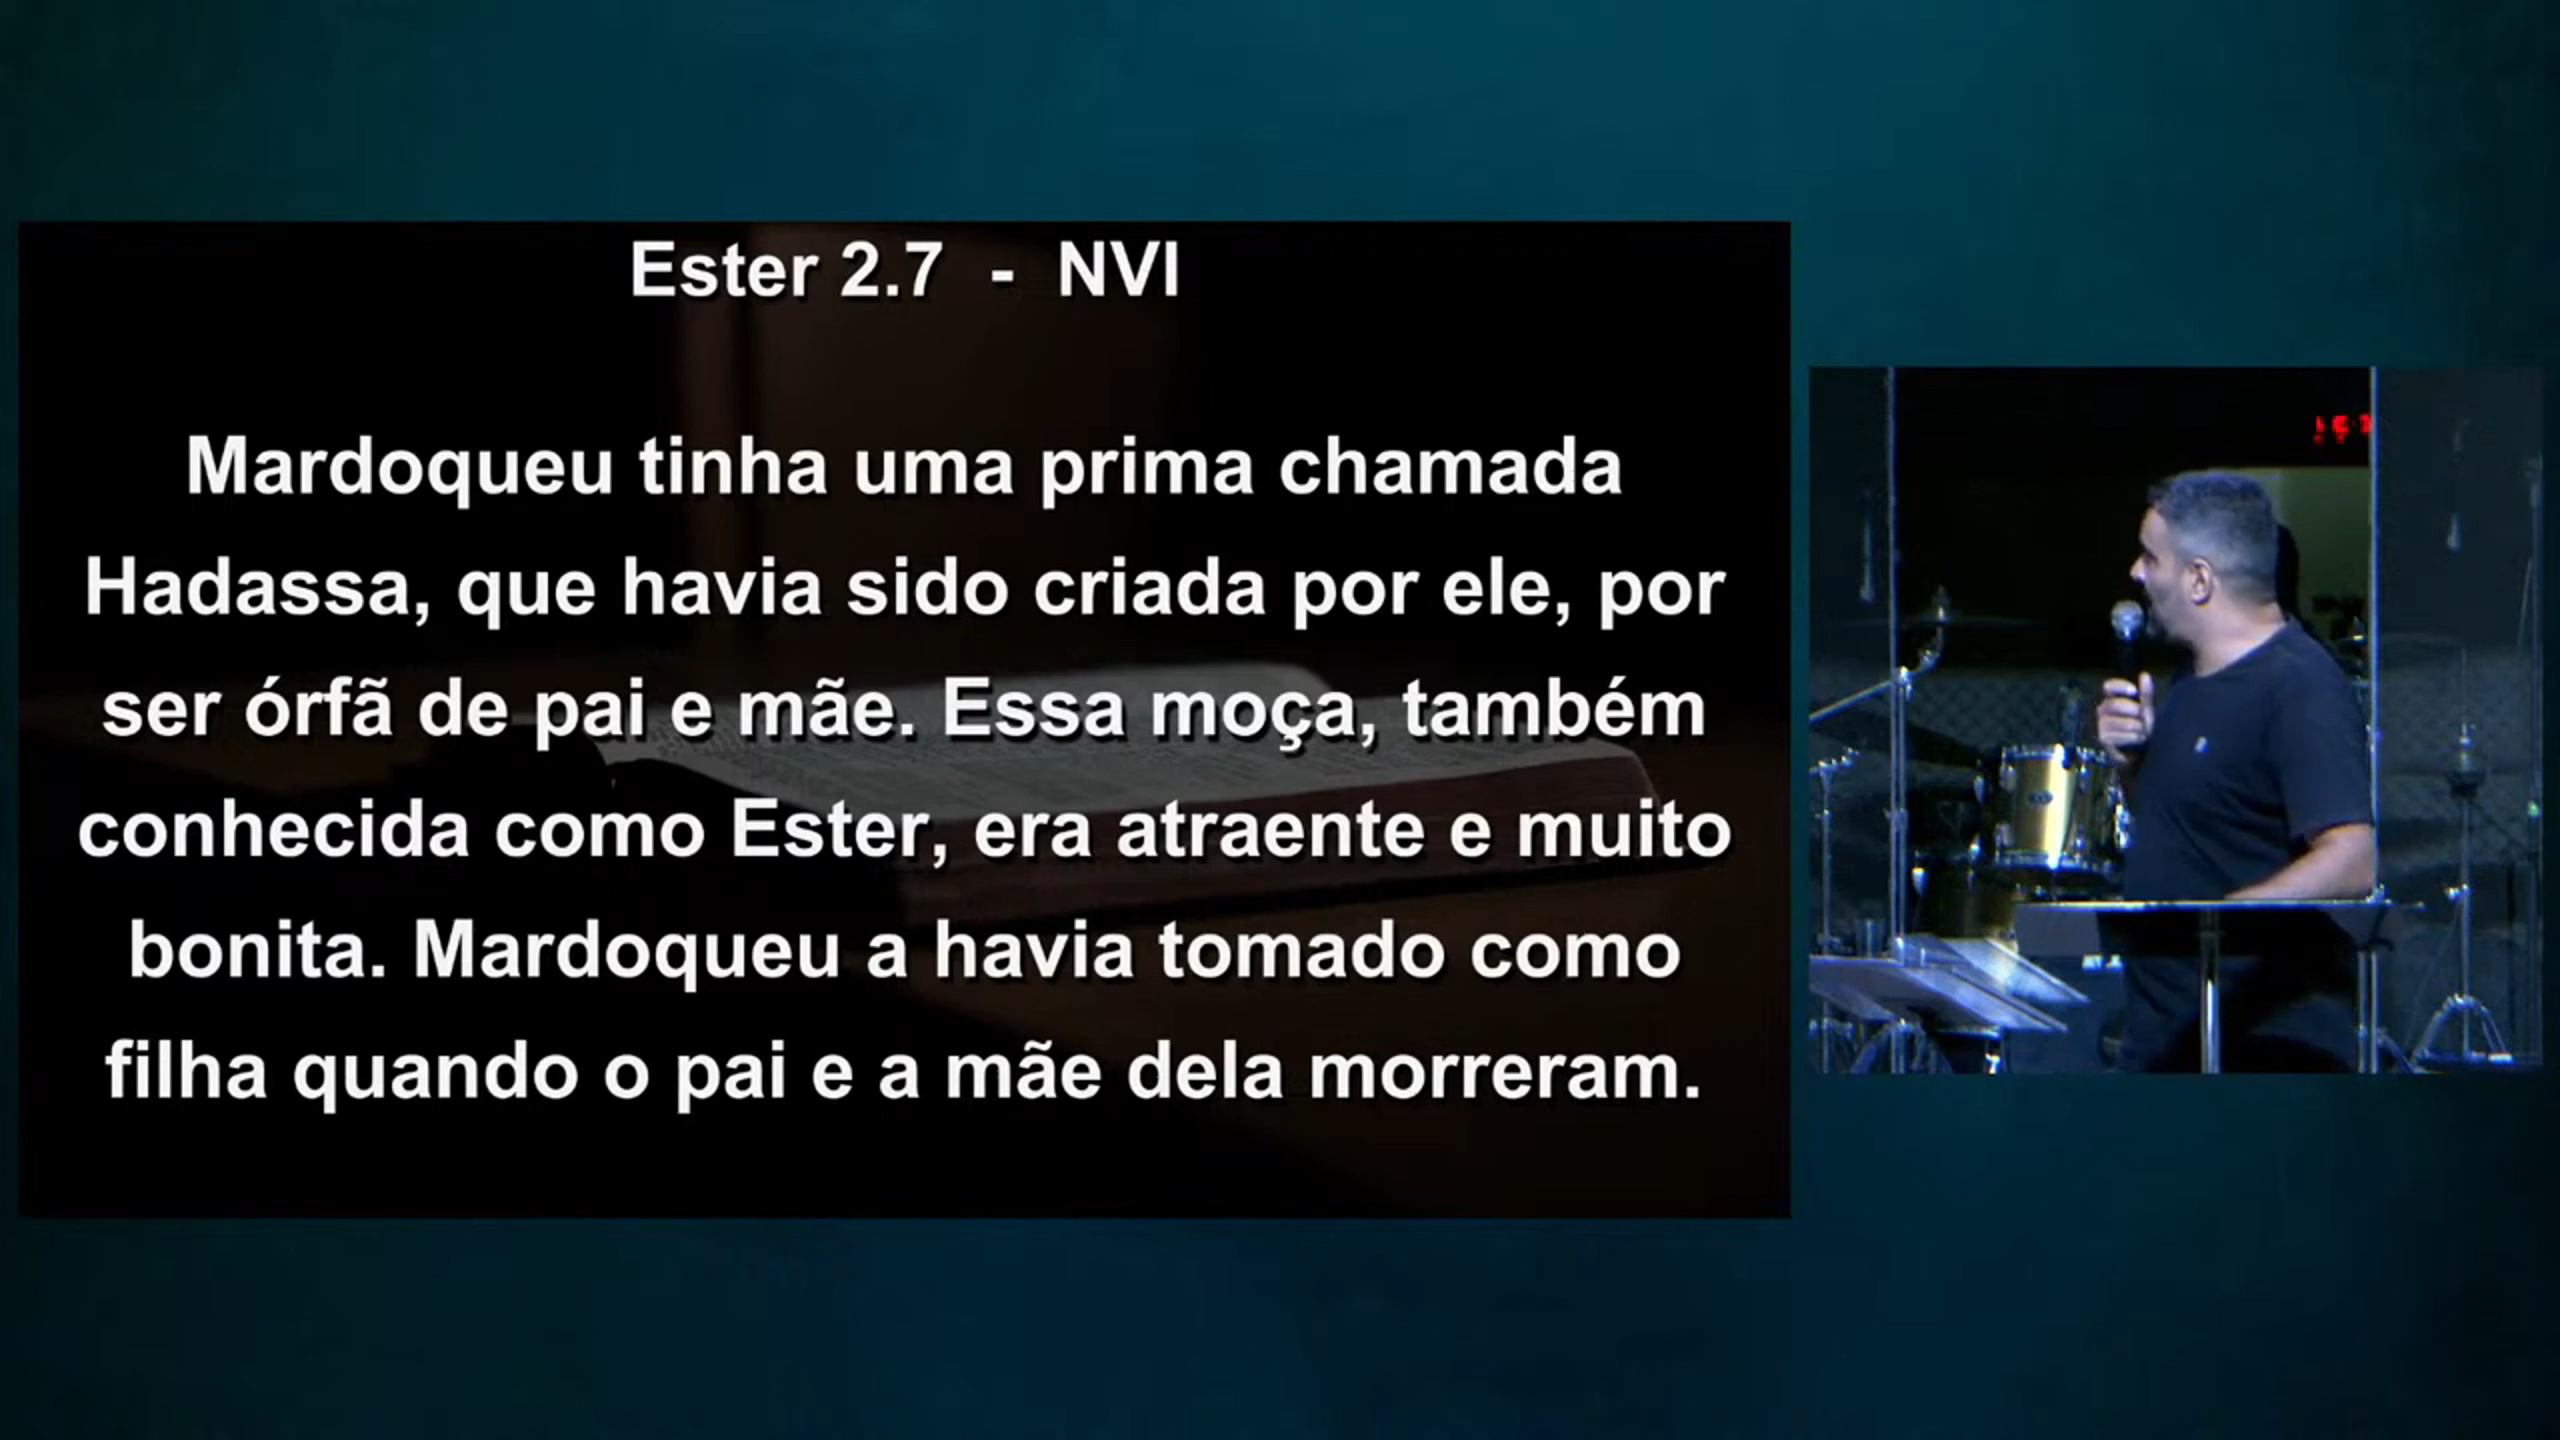 Ester 2.7 - NVI
Mardoqueu tinha uma prima chamada
Hadassa, que havia sido criada por ele, por
ser órfã de pai e mãe. Essa moça, também
conhecida como Ester, era atraente e muito
bonita. Mardoqueu a havia tomado como
filha quando o pai e a mãe dela morreram.